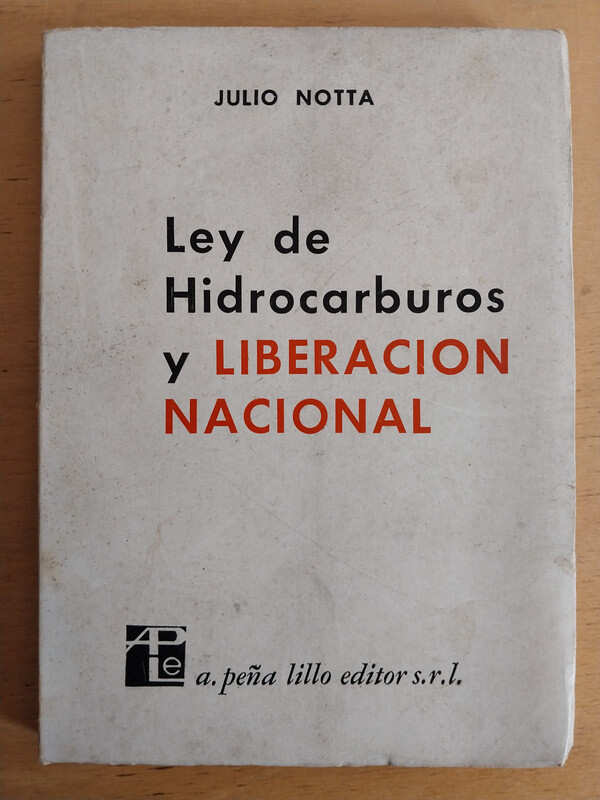 JULIO NOTTA
Ley de
Hidrocarburos
y LIBERACION
NACIONAL
APLe
a. peña lillo editor s.r.l.